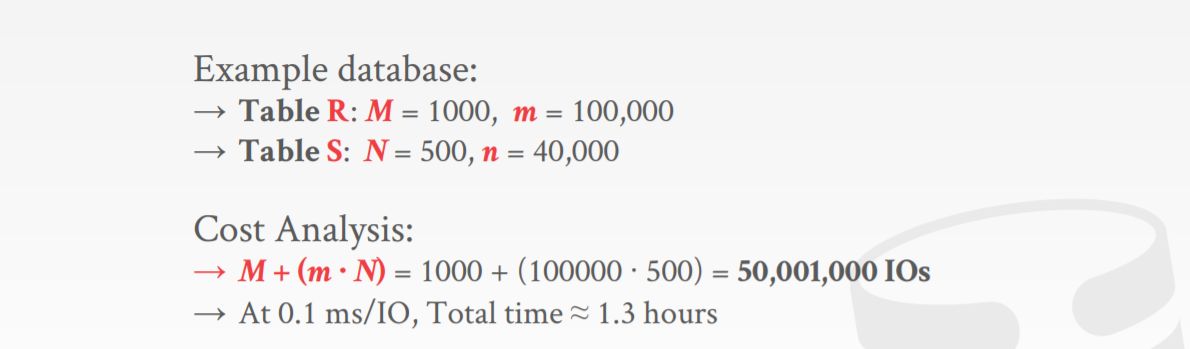 Example database:
→ Table R: M = 1000, m = 100,000
→ Table S: N = 500, n = 40,000
Cost Analysis:
→ M + (m · N) = 1000 + (100000 · 500) = 50,001,000 IOs
→ At 0.1 ms/IO, Total time ≈ 1.3 hours